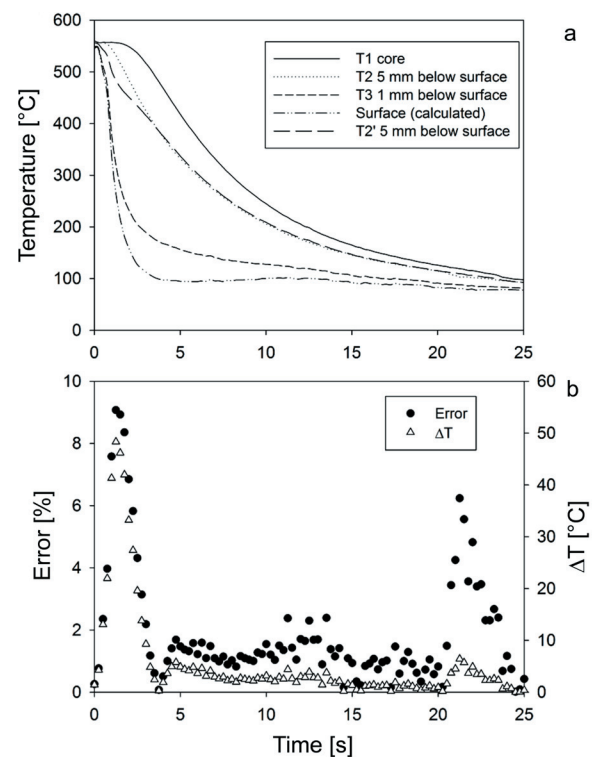 a
600
500
400
300
200
100
0
Temperature [°C]
T1 core
T2 5 mm below surface
T3 1 mm below surface
Surface (calculated)
T2' 5 mm below surface
0 5 10 15 20 25
b
10
8
6
4
2
0
Error [%]
Error
ΔT
60
50
40
30
20
10
0
ΔT [°C]
0 5 10 15 20 25
Time [s]